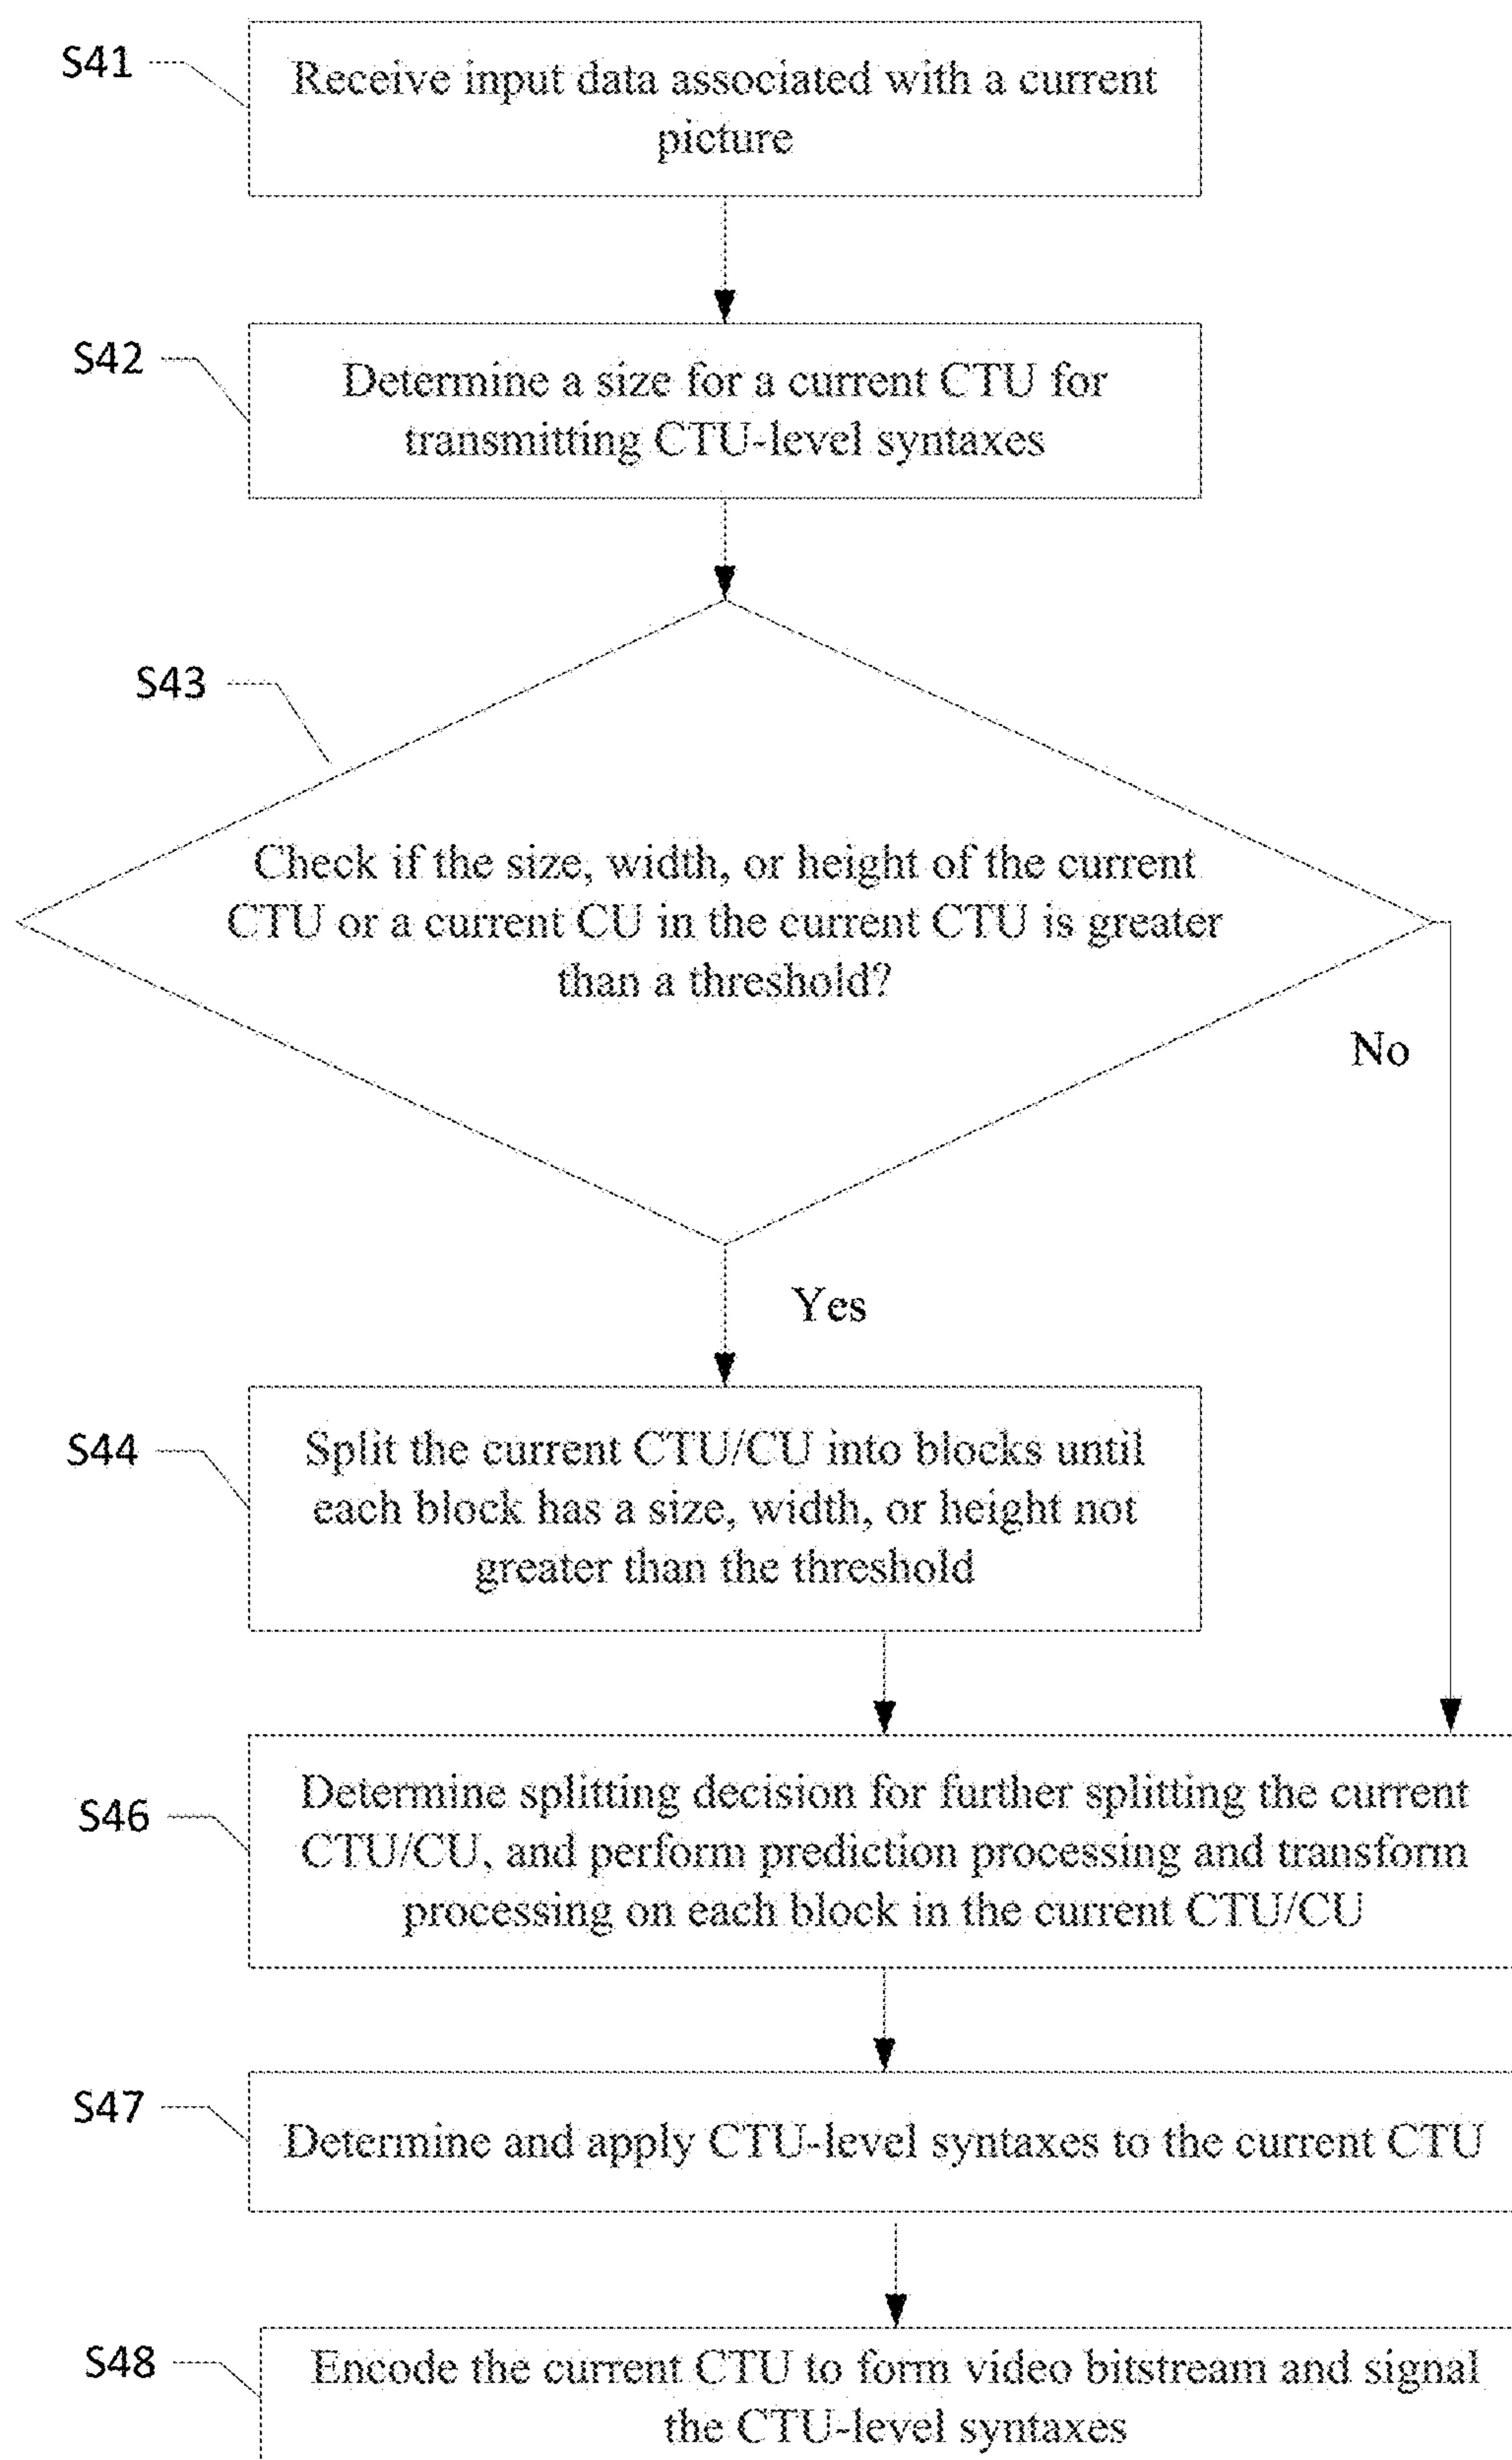 S41
Receive input data associated with a current
picture
S42
Determine a size for a current CTU for
transmitting CTU-level syntaxes
S43
Check if the size, width, or height of the current
CTU or a current CU in the current CTU is greater
than a threshold?
No
Yes
S44
Split the current CTU/CU into blocks until
each block has a size, width, or height not
greater than the threshold
S46
Determine splitting decision for further splitting the current
CTU/CU, and perform prediction processing and transform
processing on each block in the current CTU/CU
S47
Determine and apply CTU-level syntaxes to the current CTU
S48
Encode the current CTU to form video bitstream and signal
the CTU-level syntaxes